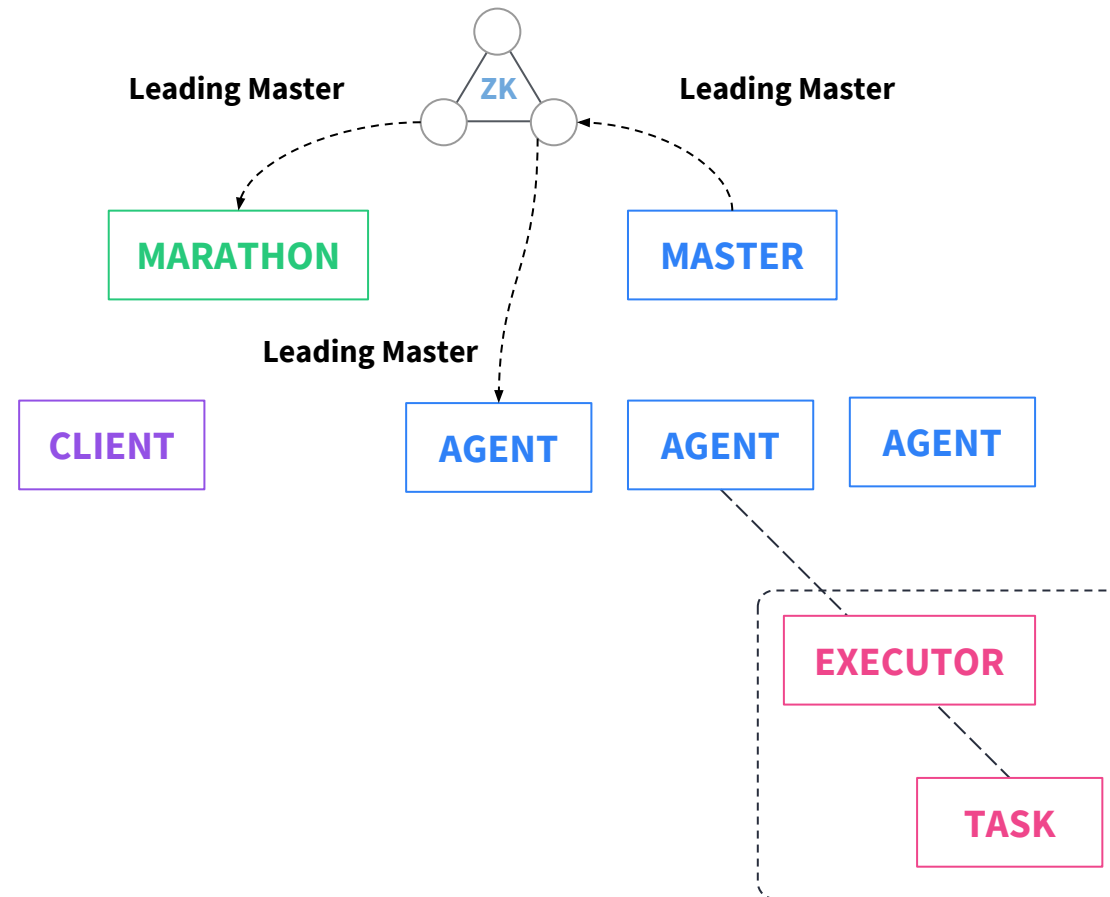 Leading Master
ZK
Leading Master
MARATHON
MASTER
Leading Master
CLIENT
AGENT
AGENT
AGENT
EXECUTOR
TASK